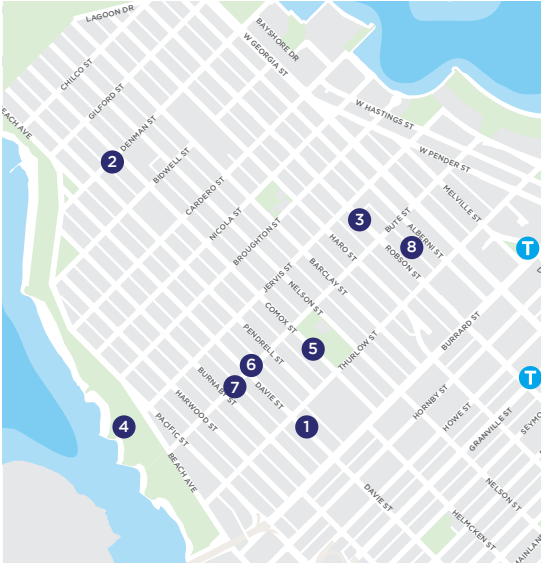 LAGOON DR
BAYSHORE DR
W GEORGIA ST
CHILCO ST
GILFORD ST
EACH AVE
DENMAN ST
W HASTINGS ST
2
BIDWELL ST
W PENDER ST
CARDERO ST
MELVILLE ST
NICOLA ST
3
BUTE ST
ALBERNI ST
BROUGHTON ST
HARO ST
8
T
ROBSON ST
BARCLAY ST
JERVIS ST
NELSON ST
COMOX ST
BURRARD ST
PENDRELL ST
5
THURLOW ST
6
T
BURNABY ST
7
DAVIE ST
HARWOOD ST
HORNBY ST
HOWE ST
GRANVILLE ST
SEYMO
4
PACIFIC ST
1
BEACH AVE
DAVIE ST
NELSON ST
HELMCKEN ST
MAINLAN